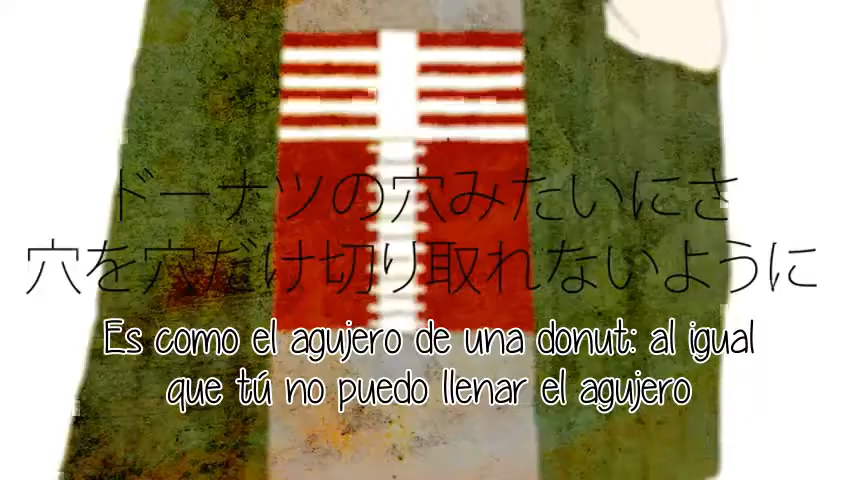 ドーナツの穴みたいにさ
穴を穴だけ切り取れないように
Es como el agujero de una donut: al igual
que tú no puedo llenar el agujero